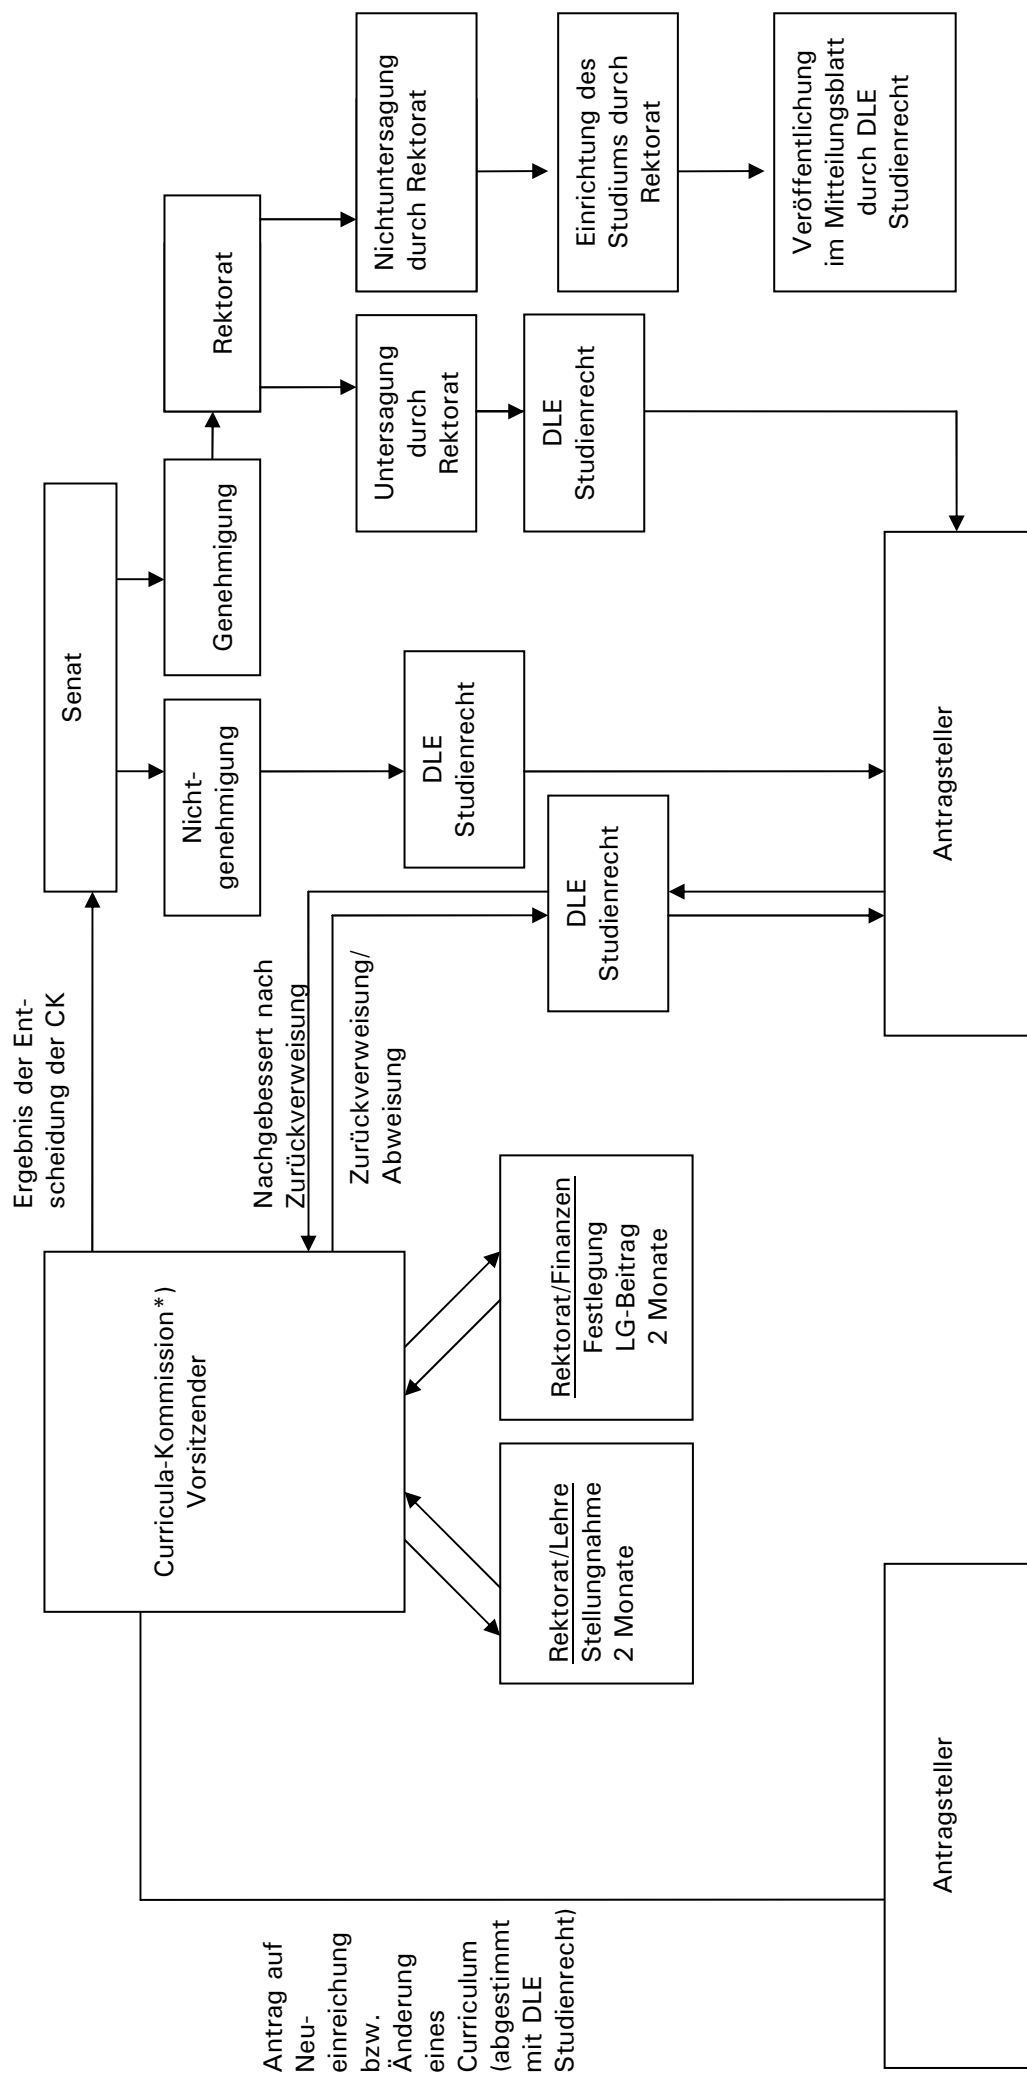 Antrag auf
Neu-
einreichung
bzw.
Änderung
eines
Curriculum
(abgestimmt
mit DLE
Studienrecht)
Antragsteller
Curricula-Kommission*)
Vorsitzender
Rektorat/Lehre
Stellungnahme
2 Monate
Rektorat/Finanzen
Festlegung
LG-Beitrag
2 Monate
Ergebnis der Ent-
scheidung der CK
Nachgebessert nach
Zurückverweisung
Zurückverweisung/
Abweisung
Senat
Nicht-
genehmigung
DLE
Studienrecht
DLE
Studienrecht
Antragsteller
Genehmigung
Rektorat
Untersagung
durch
Rektorat
DLE
Studienrecht
Nichtuntersagung
durch Rektorat
Einrichtung des
Studiums durch
Rektorat
Veröffentlichung
im Mitteilungsblatt
durch DLE
Studienrecht